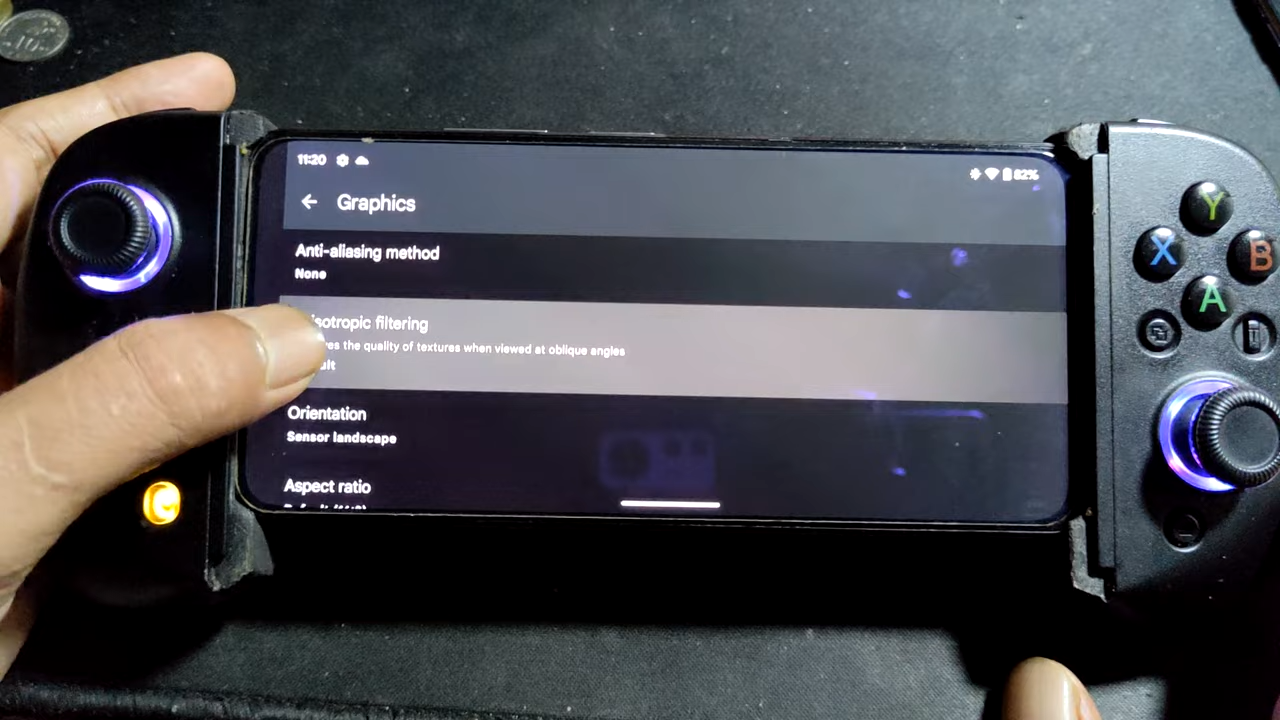 11:20
82%
Graphics
Anti-aliasing method
None
filtering
the quality of textures when viewed at oblique angles
Orientation
Sensor landscape
Aspect ratio
Y
X
B
A